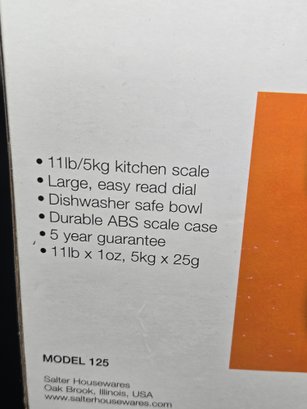 • 11lb/5kg kitchen scale
• Large, easy read dial
• Dishwasher safe bowl
• Durable ABS scale case
• 5 year guarantee
• 11lb x 1oz, 5kg x 25g
MODEL 125
Salter Housewares
Oak Brook, Illinois, USA
www.salterhousewares.com